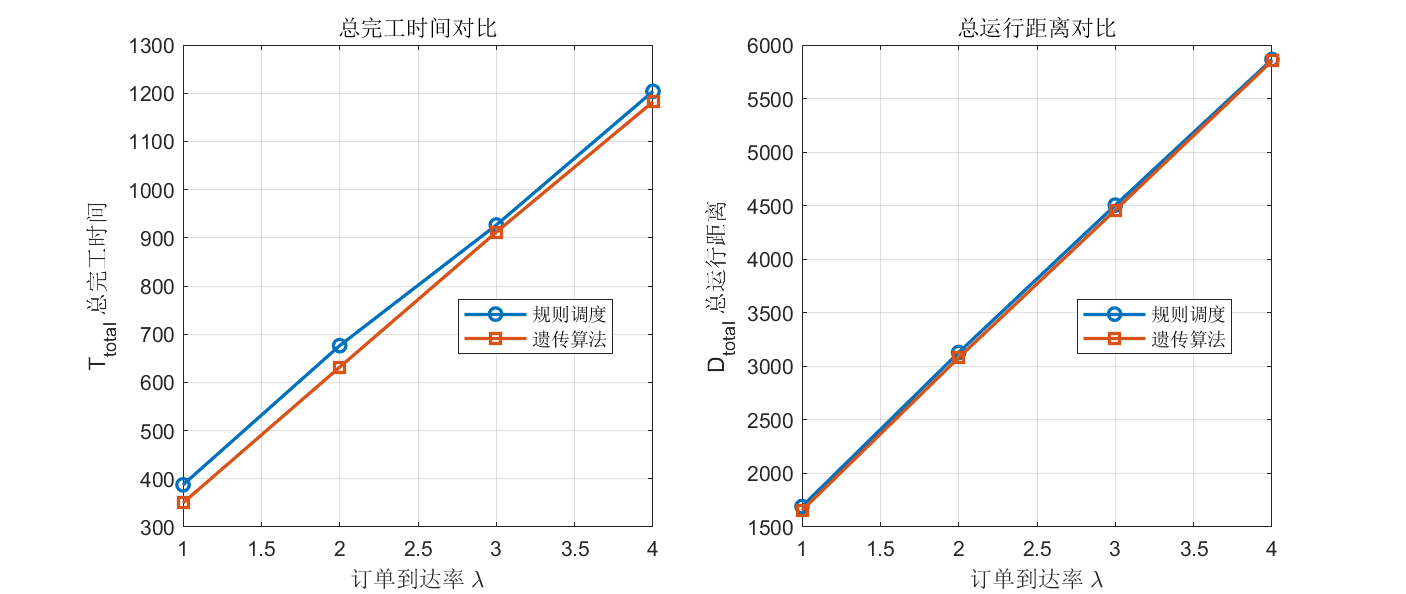 总完工时间对比
1300
1200
1100
1000
900
800
700
600
500
400
300
T_total 总完工时间
规则调度
遗传算法
1 1.5 2 2.5 3 3.5 4
订单到达率 λ
总运行距离对比
6000
5500
5000
4500
4000
3500
3000
2500
2000
1500
D_total 总运行距离
规则调度
遗传算法
1 1.5 2 2.5 3 3.5 4
订单到达率 λ